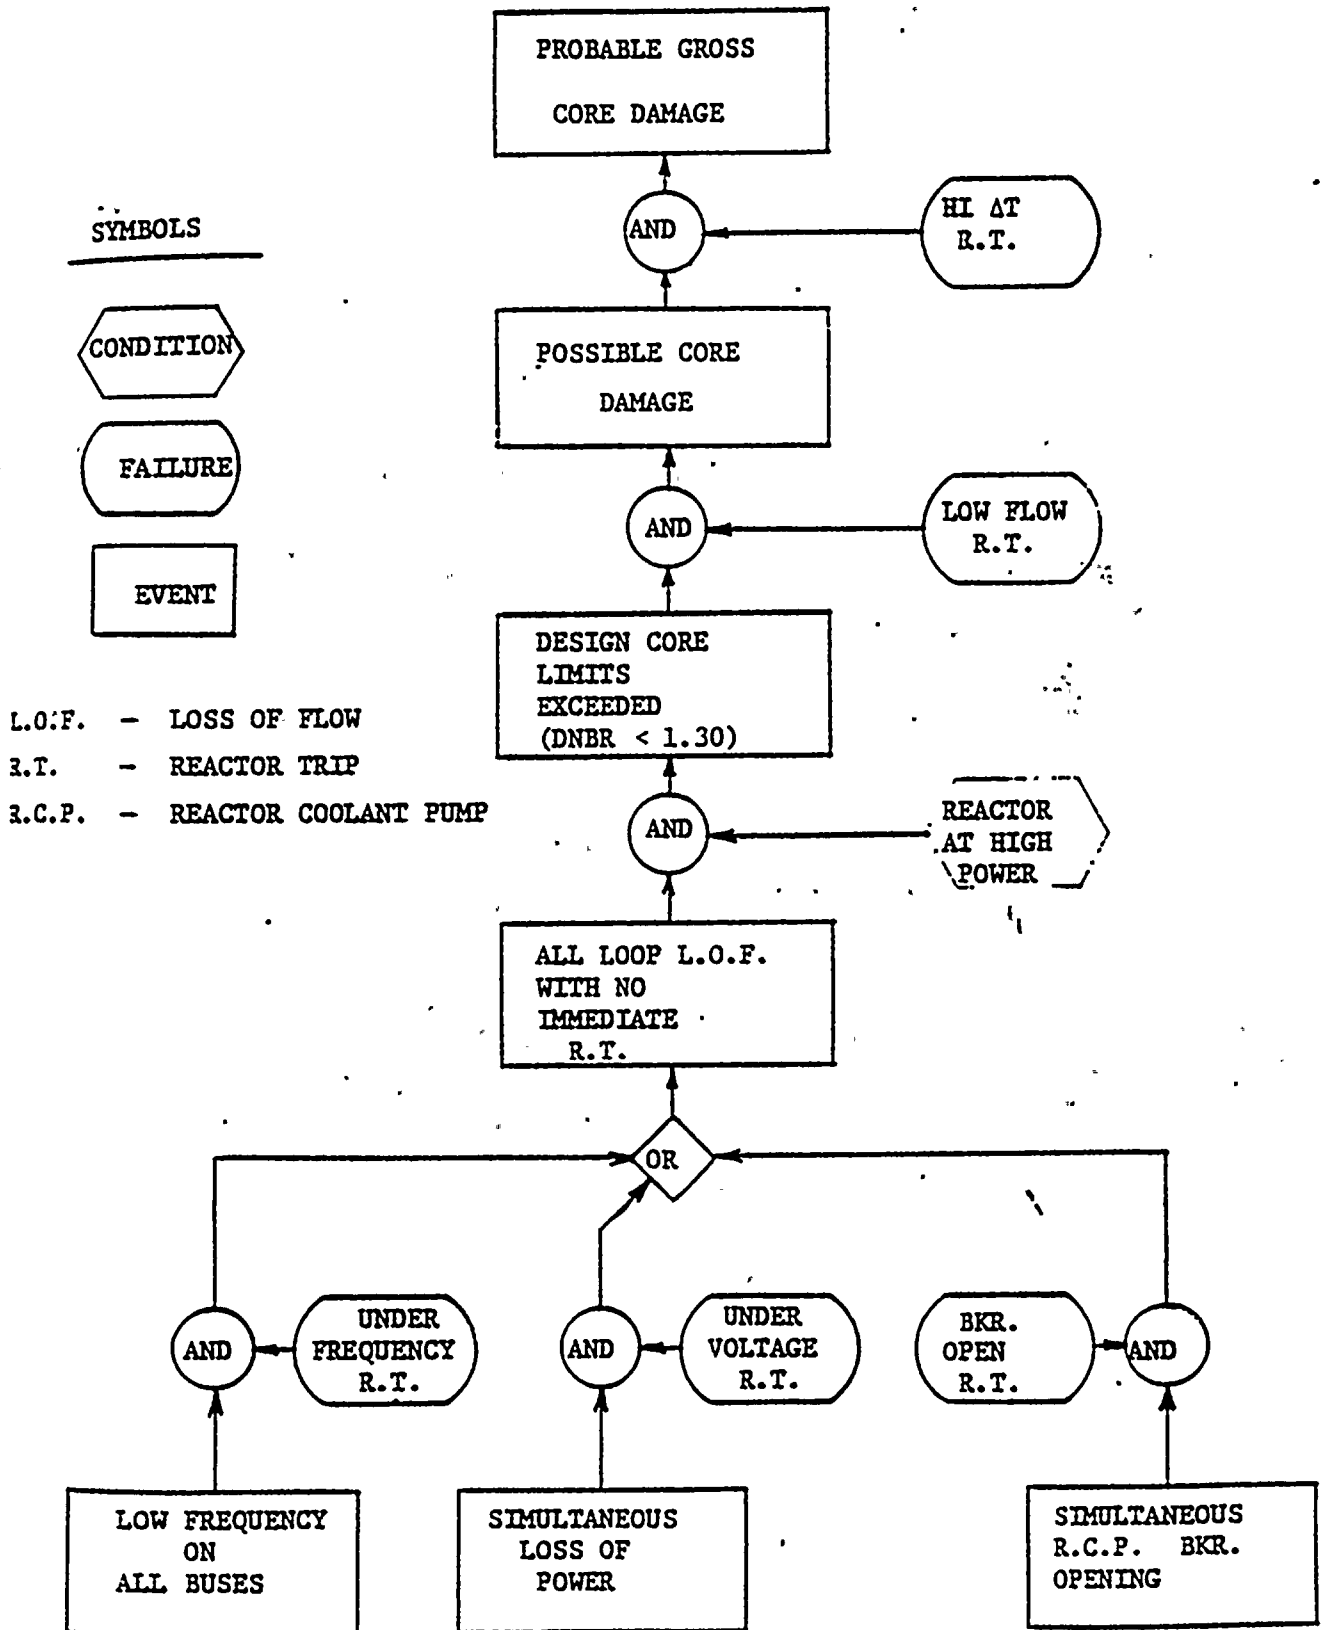 PROBABLE GROSS
CORE DAMAGE
AND
HI ΔT
R.T.
SYMBOLS
CONDITION
FAILURE
EVENT
L.O.F. — LOSS OF FLOW
R.T. — REACTOR TRIP
R.C.P. — REACTOR COOLANT PUMP
POSSIBLE CORE
DAMAGE
AND
LOW FLOW
R.T.
DESIGN CORE
LIMITS
EXCEEDED
(DNBR < 1.30)
AND
REACTOR
AT HIGH
POWER
ALL LOOP L.O.F.
WITH NO
IMMEDIATE
R.T.
OR
AND
UNDER
FREQUENCY
R.T.
AND
UNDER
VOLTAGE
R.T.
BKR.
OPEN
R.T.
AND
LOW FREQUENCY
ON
ALL BUSES
SIMULTANEOUS
LOSS OF
POWER
SIMULTANEOUS
R.C.P. BKR.
OPENING